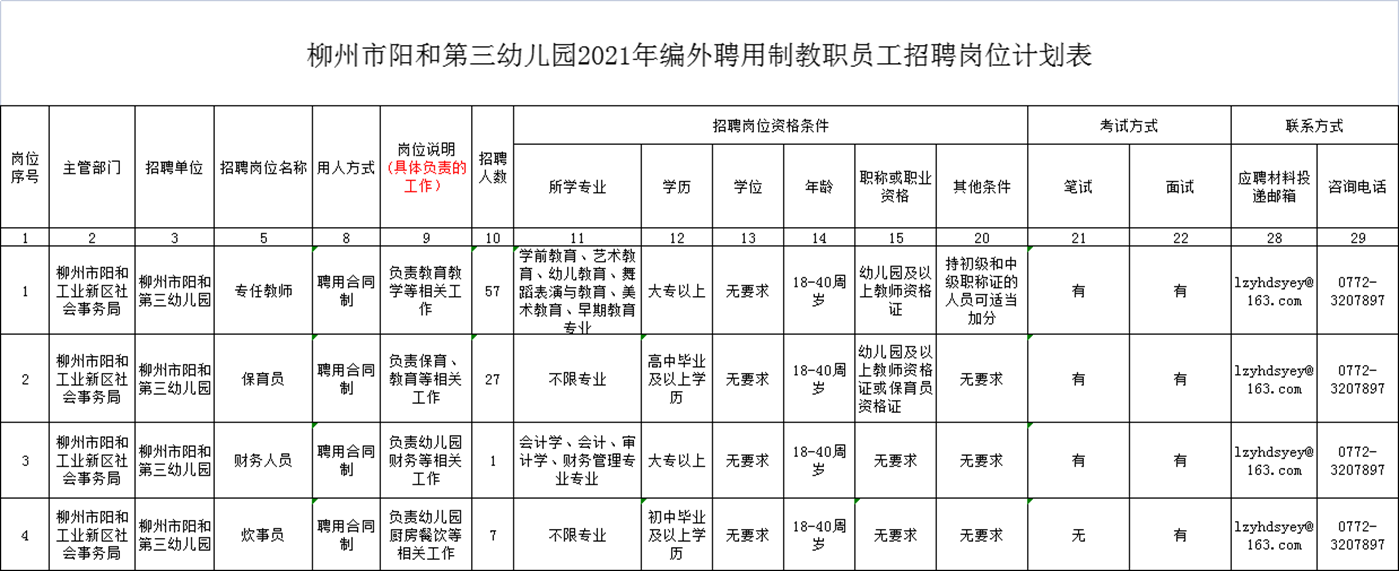 柳州市阳和第三幼儿园2021年编外聘用制教职员工招聘岗位计划表
岗位
序号
主管部门
招聘单位
招聘岗位名称
用人方式
岗位说明
(具体负责的
工作)
招聘
人数
招聘岗位资格条件
考试方式
联系方式
所学专业
学历
学位
年龄
职称或职业
资格
其他条件
笔试
面试
应聘材料投
递邮箱
咨询电话
1
2
3
5
8
9
10
11
12
13
14
15
20
21
22
28
29
1
柳州市阳和
工业新区社
会事务局
柳州市阳和
第三幼儿园
专任教师
聘用合同
制
负责教育教
学等相关工
作
57
学前教育、艺术教
育、幼儿教育、舞
蹈表演与教育、美
术教育、早期教育
专业
大专以上
无要求
18-40周
岁
幼儿园及以
上教师资格
证
持初级和中
级职称证的
人员可适当
加分
有
有
lzyhdsyey@
163.com
0772-
3207897
2
柳州市阳和
工业新区社
会事务局
柳州市阳和
第三幼儿园
保育员
聘用合同
制
负责保育、
教育等相关
工作
27
不限专业
高中毕业
及以上学
历
无要求
18-40周
岁
幼儿园及以
上教师资格
证或保育员
资格证
无要求
有
有
lzyhdsyey@
163.com
0772-
3207897
3
柳州市阳和
工业新区社
会事务局
柳州市阳和
第三幼儿园
财务人员
聘用合同
制
负责幼儿园
财务等相关
工作
1
会计学、会计、审
计学、财务管理专
业专业
大专以上
无要求
18-40周
岁
无要求
无要求
有
有
lzyhdsyey@
163.com
0772-
3207897
4
柳州市阳和
工业新区社
会事务局
柳州市阳和
第三幼儿园
炊事员
聘用合同
制
负责幼儿园
厨房餐饮等
相关工作
7
不限专业
初中毕业
及以上学
历
无要求
18-40周
岁
无要求
无要求
无
有
lzyhdsyey@
163.com
0772-
3207897